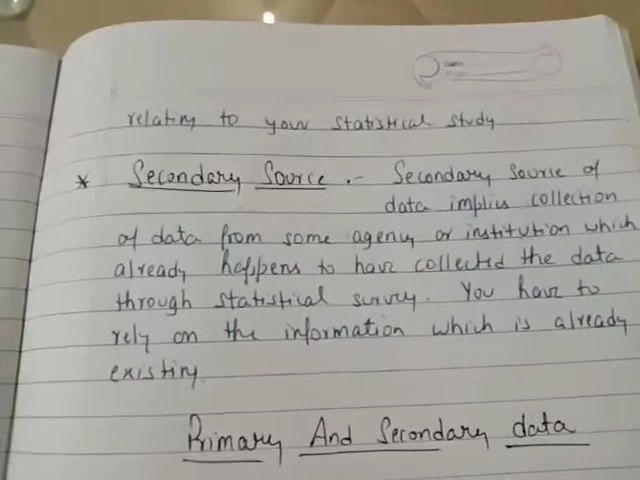 relating to your statistical study
* Secondary Source :- Secondary source of
data implies collection
of data from some agency or institution which
already happens to have collected the data
through statistical survey. You have to
rely on the information which is already
existing.
Primary And Secondary data